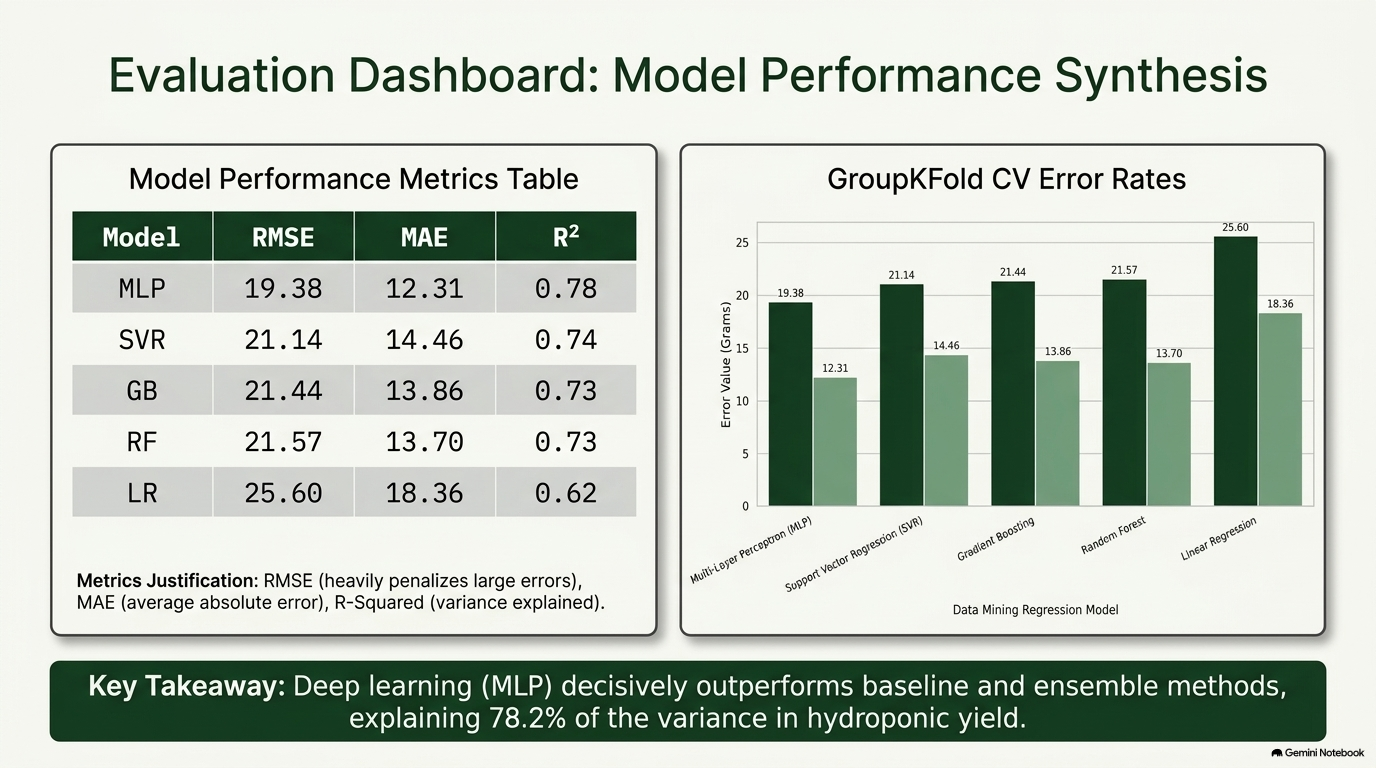 Evaluation Dashboard: Model Performance Synthesis
Model Performance Metrics Table
Model RMSE MAE R²
MLP 19.38 12.31 0.78
SVR 21.14 14.46 0.74
GB 21.44 13.86 0.73
RF 21.57 13.70 0.73
LR 25.60 18.36 0.62
Metrics Justification: RMSE (heavily penalizes large errors),
MAE (average absolute error), R-Squared (variance explained).
GroupKFold CV Error Rates
Error Value (Grams)
25
20
15
10
5
0
19.38
12.31
21.14
14.46
21.44
13.86
21.57
13.70
25.60
18.36
Multi-Layer Perceptron (MLP)
Support Vector Regression (SVR)
Gradient Boosting
Random Forest
Linear Regression
Data Mining Regression Model
Key Takeaway: Deep learning (MLP) decisively outperforms baseline and ensemble methods,
explaining 78.2% of the variance in hydroponic yield.
Gemini Notebook